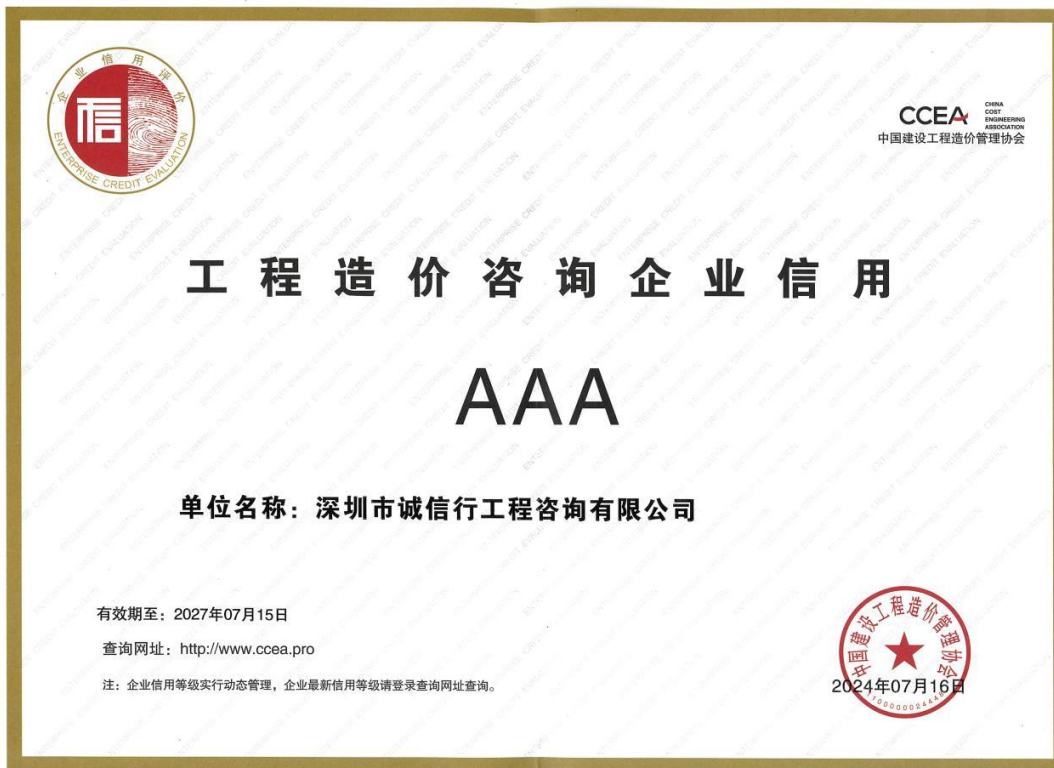 企业信用评价
信
ENTERPRISE CREDIT EVALUATION
CCEA
CHINA
COST
ENGINEERING
ASSOCIATION
中国建设工程造价管理协会
工程造价咨询企业信用
AAA
单位名称：深圳市诚信行工程咨询有限公司
有效期至：2027年07月15日
查询网址：http://www.ccea.pro
注：企业信用等级实行动态管理，企业最新信用等级请登录查询网址查询。
中国建设工程造价管理协会
2024年07月16日